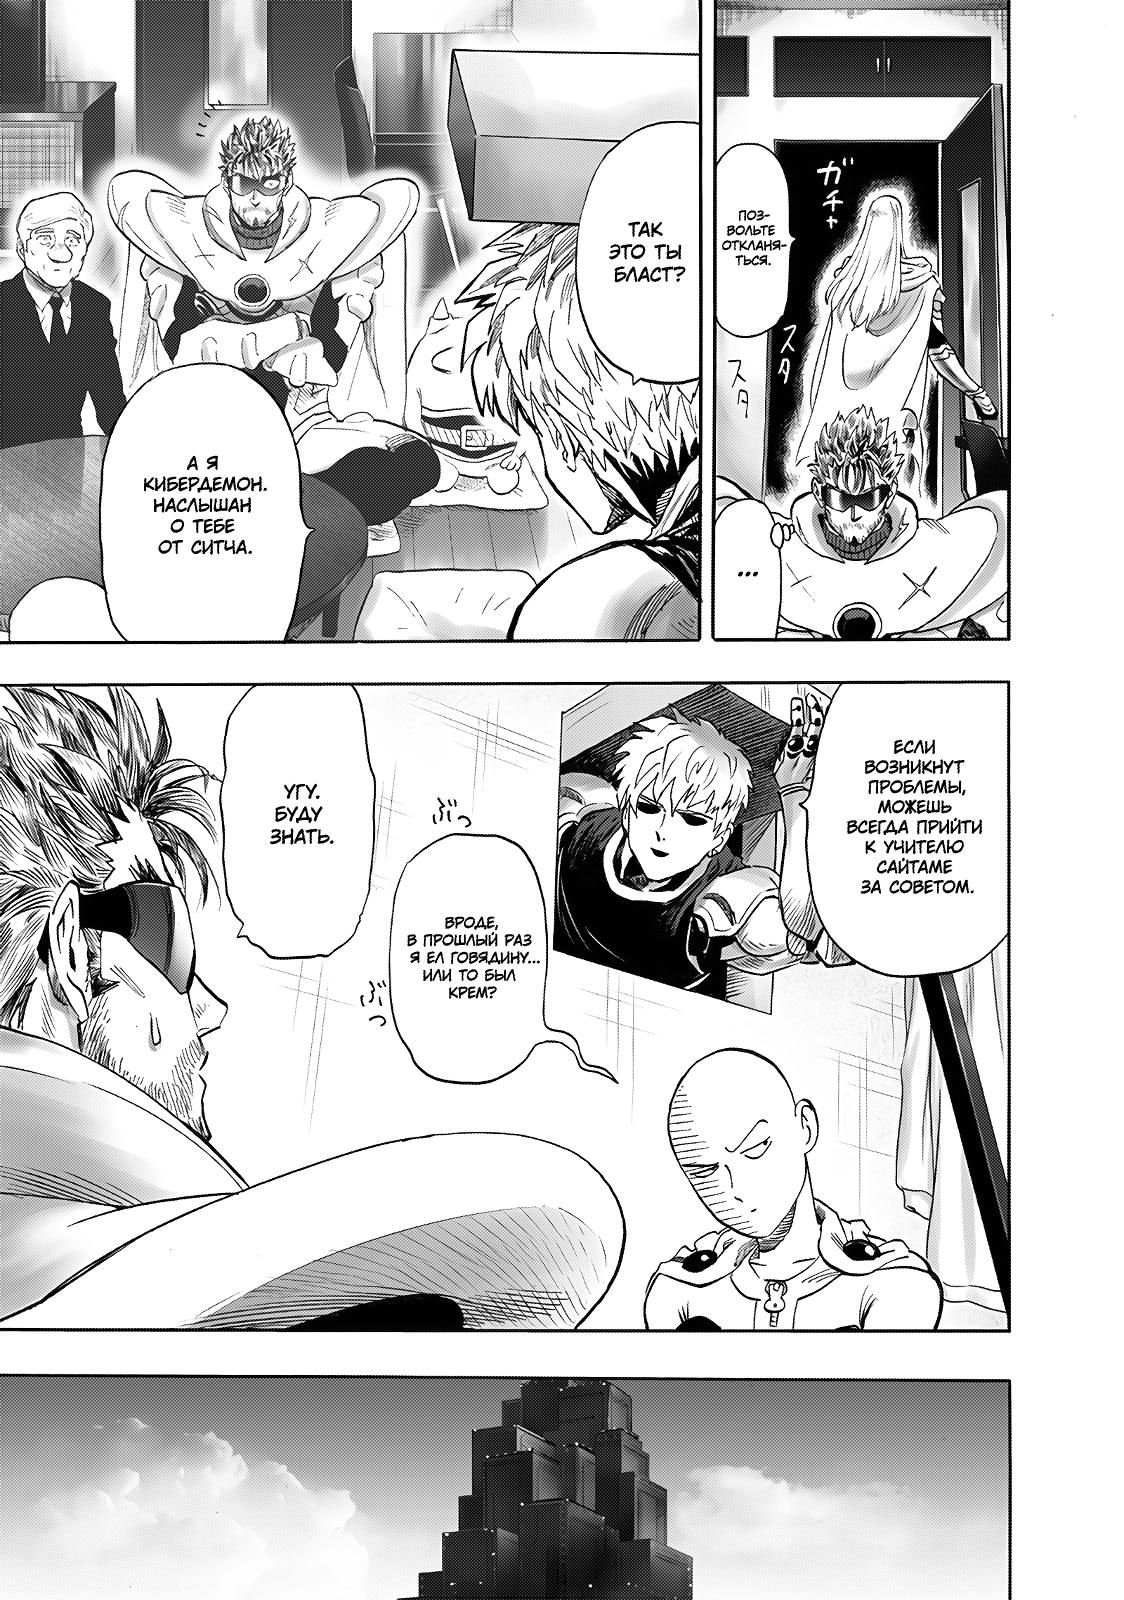 ガチャ
ПОЗ-
ВОЛЬТЕ
ОТКЛАНЯ-
ТЬСЯ.
スタ
スタ
...
ТАК
ЭТО ТЫ
БЛАСТ?
А Я
КИБЕРДЕМОН.
НАСЛЫШАН
О ТЕБЕ
ОТ СИТЧА.
ЕСЛИ
ВОЗНИКНУТ
ПРОБЛЕМЫ,
МОЖЕШЬ
ВСЕГДА ПРИЙТИ
К УЧИТЕЛЮ
САЙТАМЕ
ЗА СОВЕТОМ.
УГУ.
БУДУ
ЗНАТЬ.
ぶつ
ВРОДЕ,
В ПРОШЛЫЙ РАЗ
Я ЕЛ ГОВЯДИНУ...
ИЛИ ТО БЫЛ
КРЕМ?
ぶつ